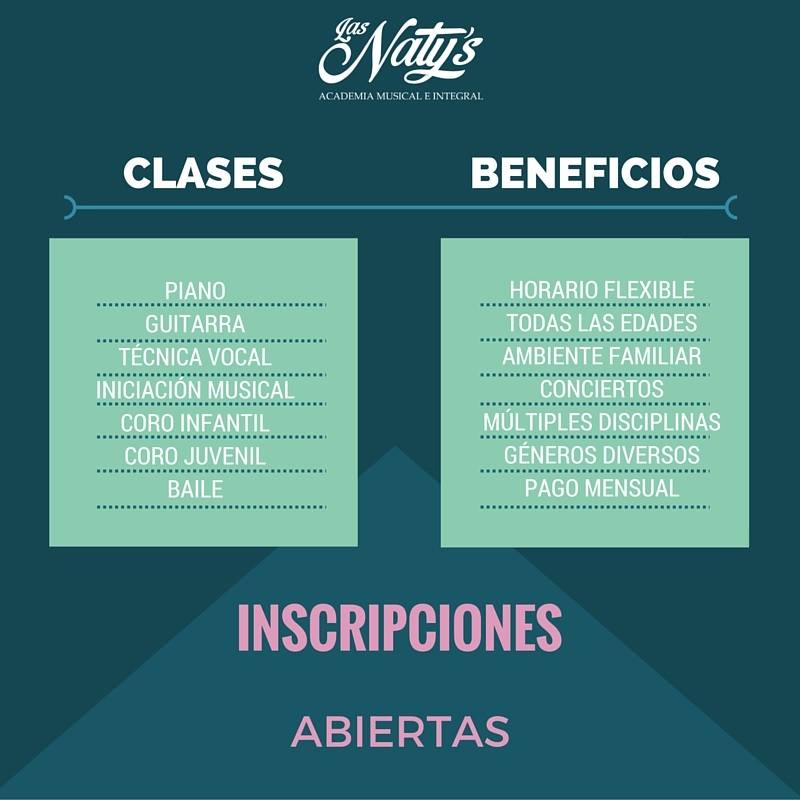 Las
Naty's
ACADEMIA MUSICAL E INTEGRAL
CLASES
PIANO
GUITARRA
TÉCNICA VOCAL
INICIACIÓN MUSICAL
CORO INFANTIL
CORO JUVENIL
BAILE
BENEFICIOS
HORARIO FLEXIBLE
TODAS LAS EDADES
AMBIENTE FAMILIAR
CONCIERTOS
MÚLTIPLES DISCIPLINAS
GÉNEROS DIVERSOS
PAGO MENSUAL
INSCRIPCIONES
ABIERTAS